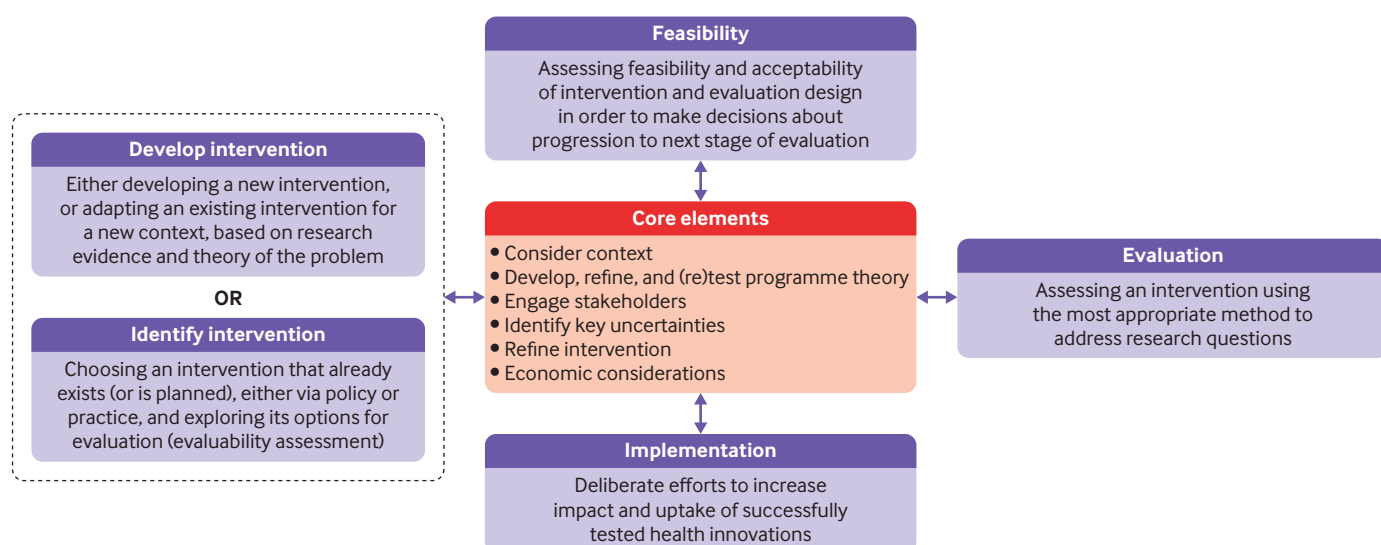 Feasibility
Assessing feasibility and acceptability
of intervention and evaluation design
in order to make decisions about
progression to next stage of evaluation
Develop intervention
Either developing a new intervention,
or adapting an existing intervention for
a new context, based on research
evidence and theory of the problem
OR
Identify intervention
Choosing an intervention that already
exists (or is planned), either via policy or
practice, and exploring its options for
evaluation (evaluability assessment)
Core elements
• Consider context
• Develop, refine, and (re)test programme theory
• Engage stakeholders
• Identify key uncertainties
• Refine intervention
• Economic considerations
Evaluation
Assessing an intervention using
the most appropriate method to
address research questions
Implementation
Deliberate efforts to increase
impact and uptake of successfully
tested health innovations